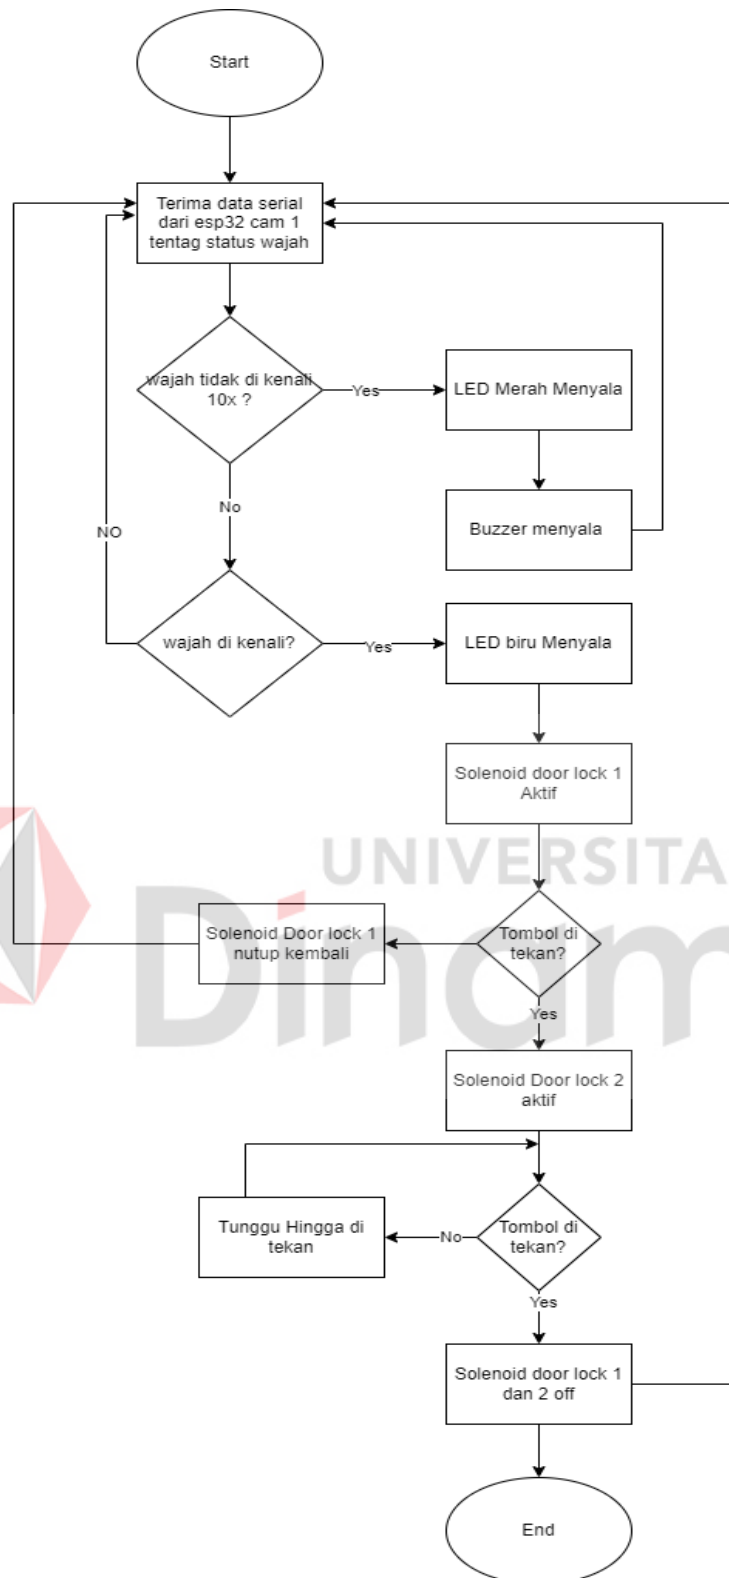 Start
Terima data serial
dari esp32 cam 1
tentag status wajah
wajah tidak di kenali
10x ?
Yes
LED Merah Menyala
Buzzer menyala
No
NO
wajah di kenali?
Yes
LED biru Menyala
Solenoid door lock 1
Aktif
UNIVERSITA
Dinam
Solenoid Door lock 1
nutup kembali
Tombol di
tekan?
Yes
Solenoid Door lock 2
aktif
Tunggu Hingga di
tekan
No
Tombol di
tekan?
Yes
Solenoid door lock 1
dan 2 off
End